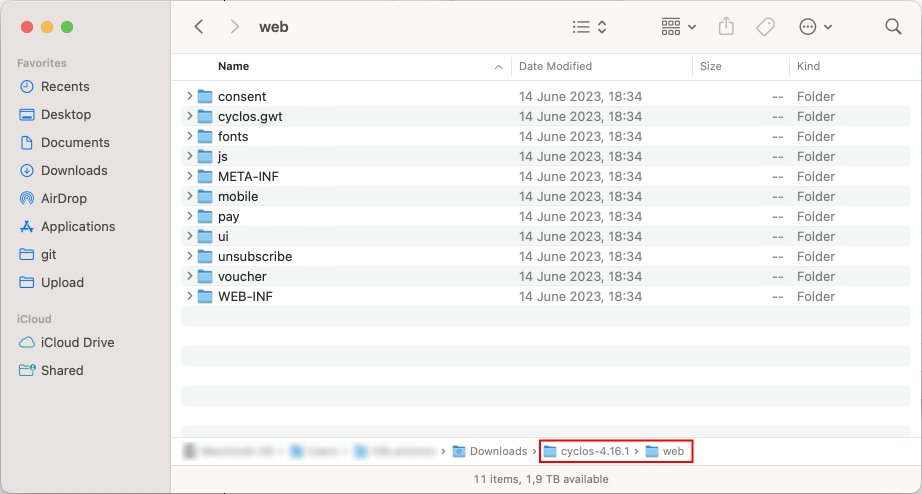 web
Favorites
Recents
Desktop
Documents
Downloads
AirDrop
Applications
git
Upload
iCloud
iCloud Drive
Shared
Name Date Modified Size Kind
consent 14 June 2023, 18:34 -- Folder
cyclos.gwt 14 June 2023, 18:34 -- Folder
fonts 14 June 2023, 18:34 -- Folder
js 14 June 2023, 18:34 -- Folder
META-INF 14 June 2023, 18:34 -- Folder
mobile 14 June 2023, 18:34 -- Folder
pay 14 June 2023, 18:34 -- Folder
ui 14 June 2023, 18:34 -- Folder
unsubscribe 14 June 2023, 18:34 -- Folder
voucher 14 June 2023, 18:34 -- Folder
WEB-INF 14 June 2023, 18:34 -- Folder
Downloads › cyclos-4.16.1 › web
11 items, 1,9 TB available